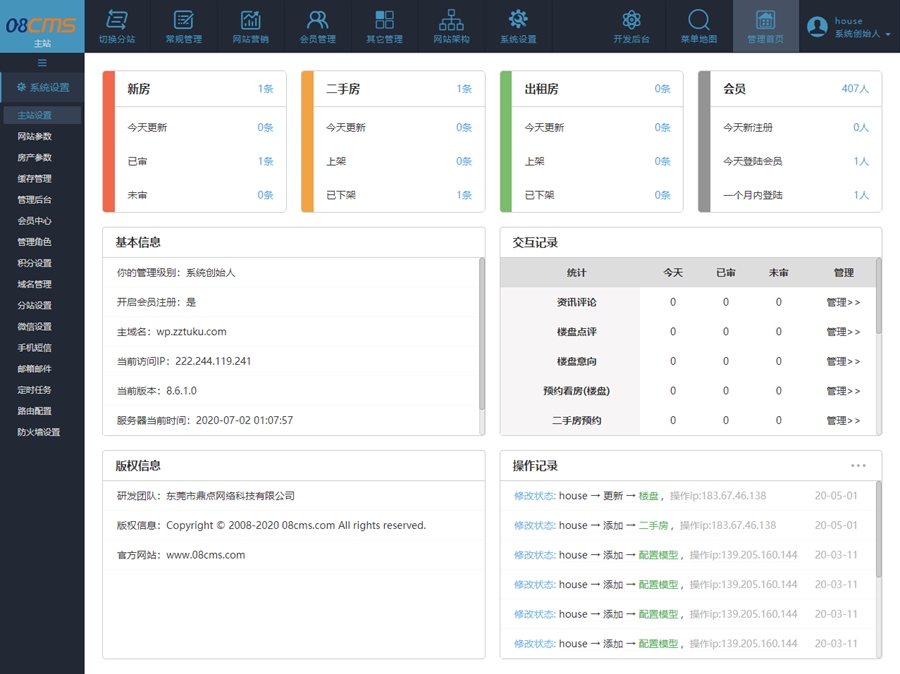 08CMS
主站
切换分站 常规管理 网站营销 会员管理 其它管理 网站架构 系统设置 开发后台 菜单地图 管理首页
house
系统创始人
系统设置
主站设置
网站参数
房产参数
缓存管理
管理后台
会员中心
管理角色
积分设置
域名管理
分站设置
微信设置
手机短信
邮箱邮件
定时任务
路由配置
防火墙设置
新房 1条
今天更新 0条
已审 1条
未审 0条
二手房 1条
今天更新 0条
上架 0条
已下架 1条
出租房 0条
今天更新 0条
上架 0条
已下架 0条
会员 407人
今天新注册 0人
今天登陆会员 1人
一个月内登陆 1人
基本信息
你的管理级别：系统创始人
开启会员注册：是
主域名：wp.zztuku.com
当前访问IP：222.244.119.241
当前版本：8.6.1.0
服务器当前时间：2020-07-02 01:07:57
交互记录
统计 今天 已审 未审 管理
资讯评论 0 0 0 管理>>
楼盘点评 0 0 0 管理>>
楼盘意向 0 0 0 管理>>
预约看房(楼盘) 0 0 0 管理>>
二手房预约 0 0 0 管理>>
版权信息
研发团队：东莞市鼎点网络科技有限公司
版权信息：Copyright © 2008-2020 08cms.com All rights reserved.
官方网站：www.08cms.com
操作记录 •••
修改状态: house → 更新 → 楼盘，操作ip:183.67.46.138 20-05-01
修改状态: house → 添加 → 二手房，操作ip:183.67.46.138 20-05-01
修改状态: house → 添加 → 配置模型，操作ip:139.205.160.144 20-03-11
修改状态: house → 添加 → 配置模型，操作ip:139.205.160.144 20-03-11
修改状态: house → 添加 → 配置模型，操作ip:139.205.160.144 20-03-11
修改状态: house → 添加 → 配置模型，操作ip:139.205.160.144 20-03-11